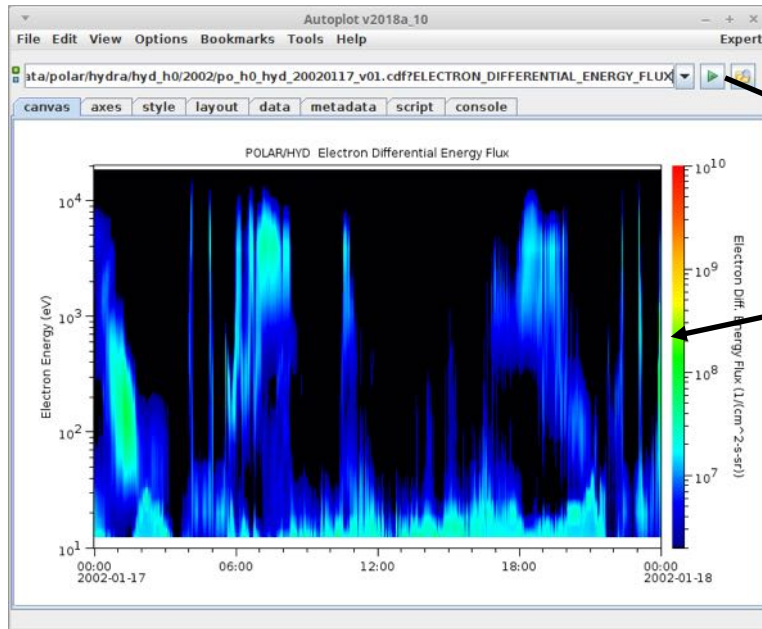 Autoplot v2018a_10
File Edit View Options Bookmarks Tools Help Expert
ata/polar/hydra/hyd_h0/2002/po_h0_hyd_20020117_v01.cdf?ELECTRON_DIFFERENTIAL_ENERGY_FLUX
canvas axes style layout data metadata script console
POLAR/HYD Electron Differential Energy Flux
10^10
10^4
10^9
10^3
10^8
10^2
10^7
10^1
Electron Energy (eV)
Electron Diff. Energy Flux (1/(cm^2-s-sr))
00:00 06:00 12:00 18:00 00:00
2002-01-17 2002-01-18